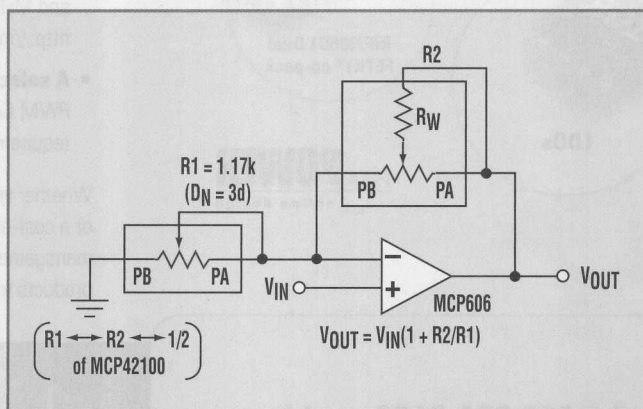 R2
RW
R1 = 1.17k
(DN = 3d)
PB
PA
PB
PA
VIN
VOUT
MCP606
VOUT = VIN(1 + R2/R1)
R1 R2 1/2
of MCP42100